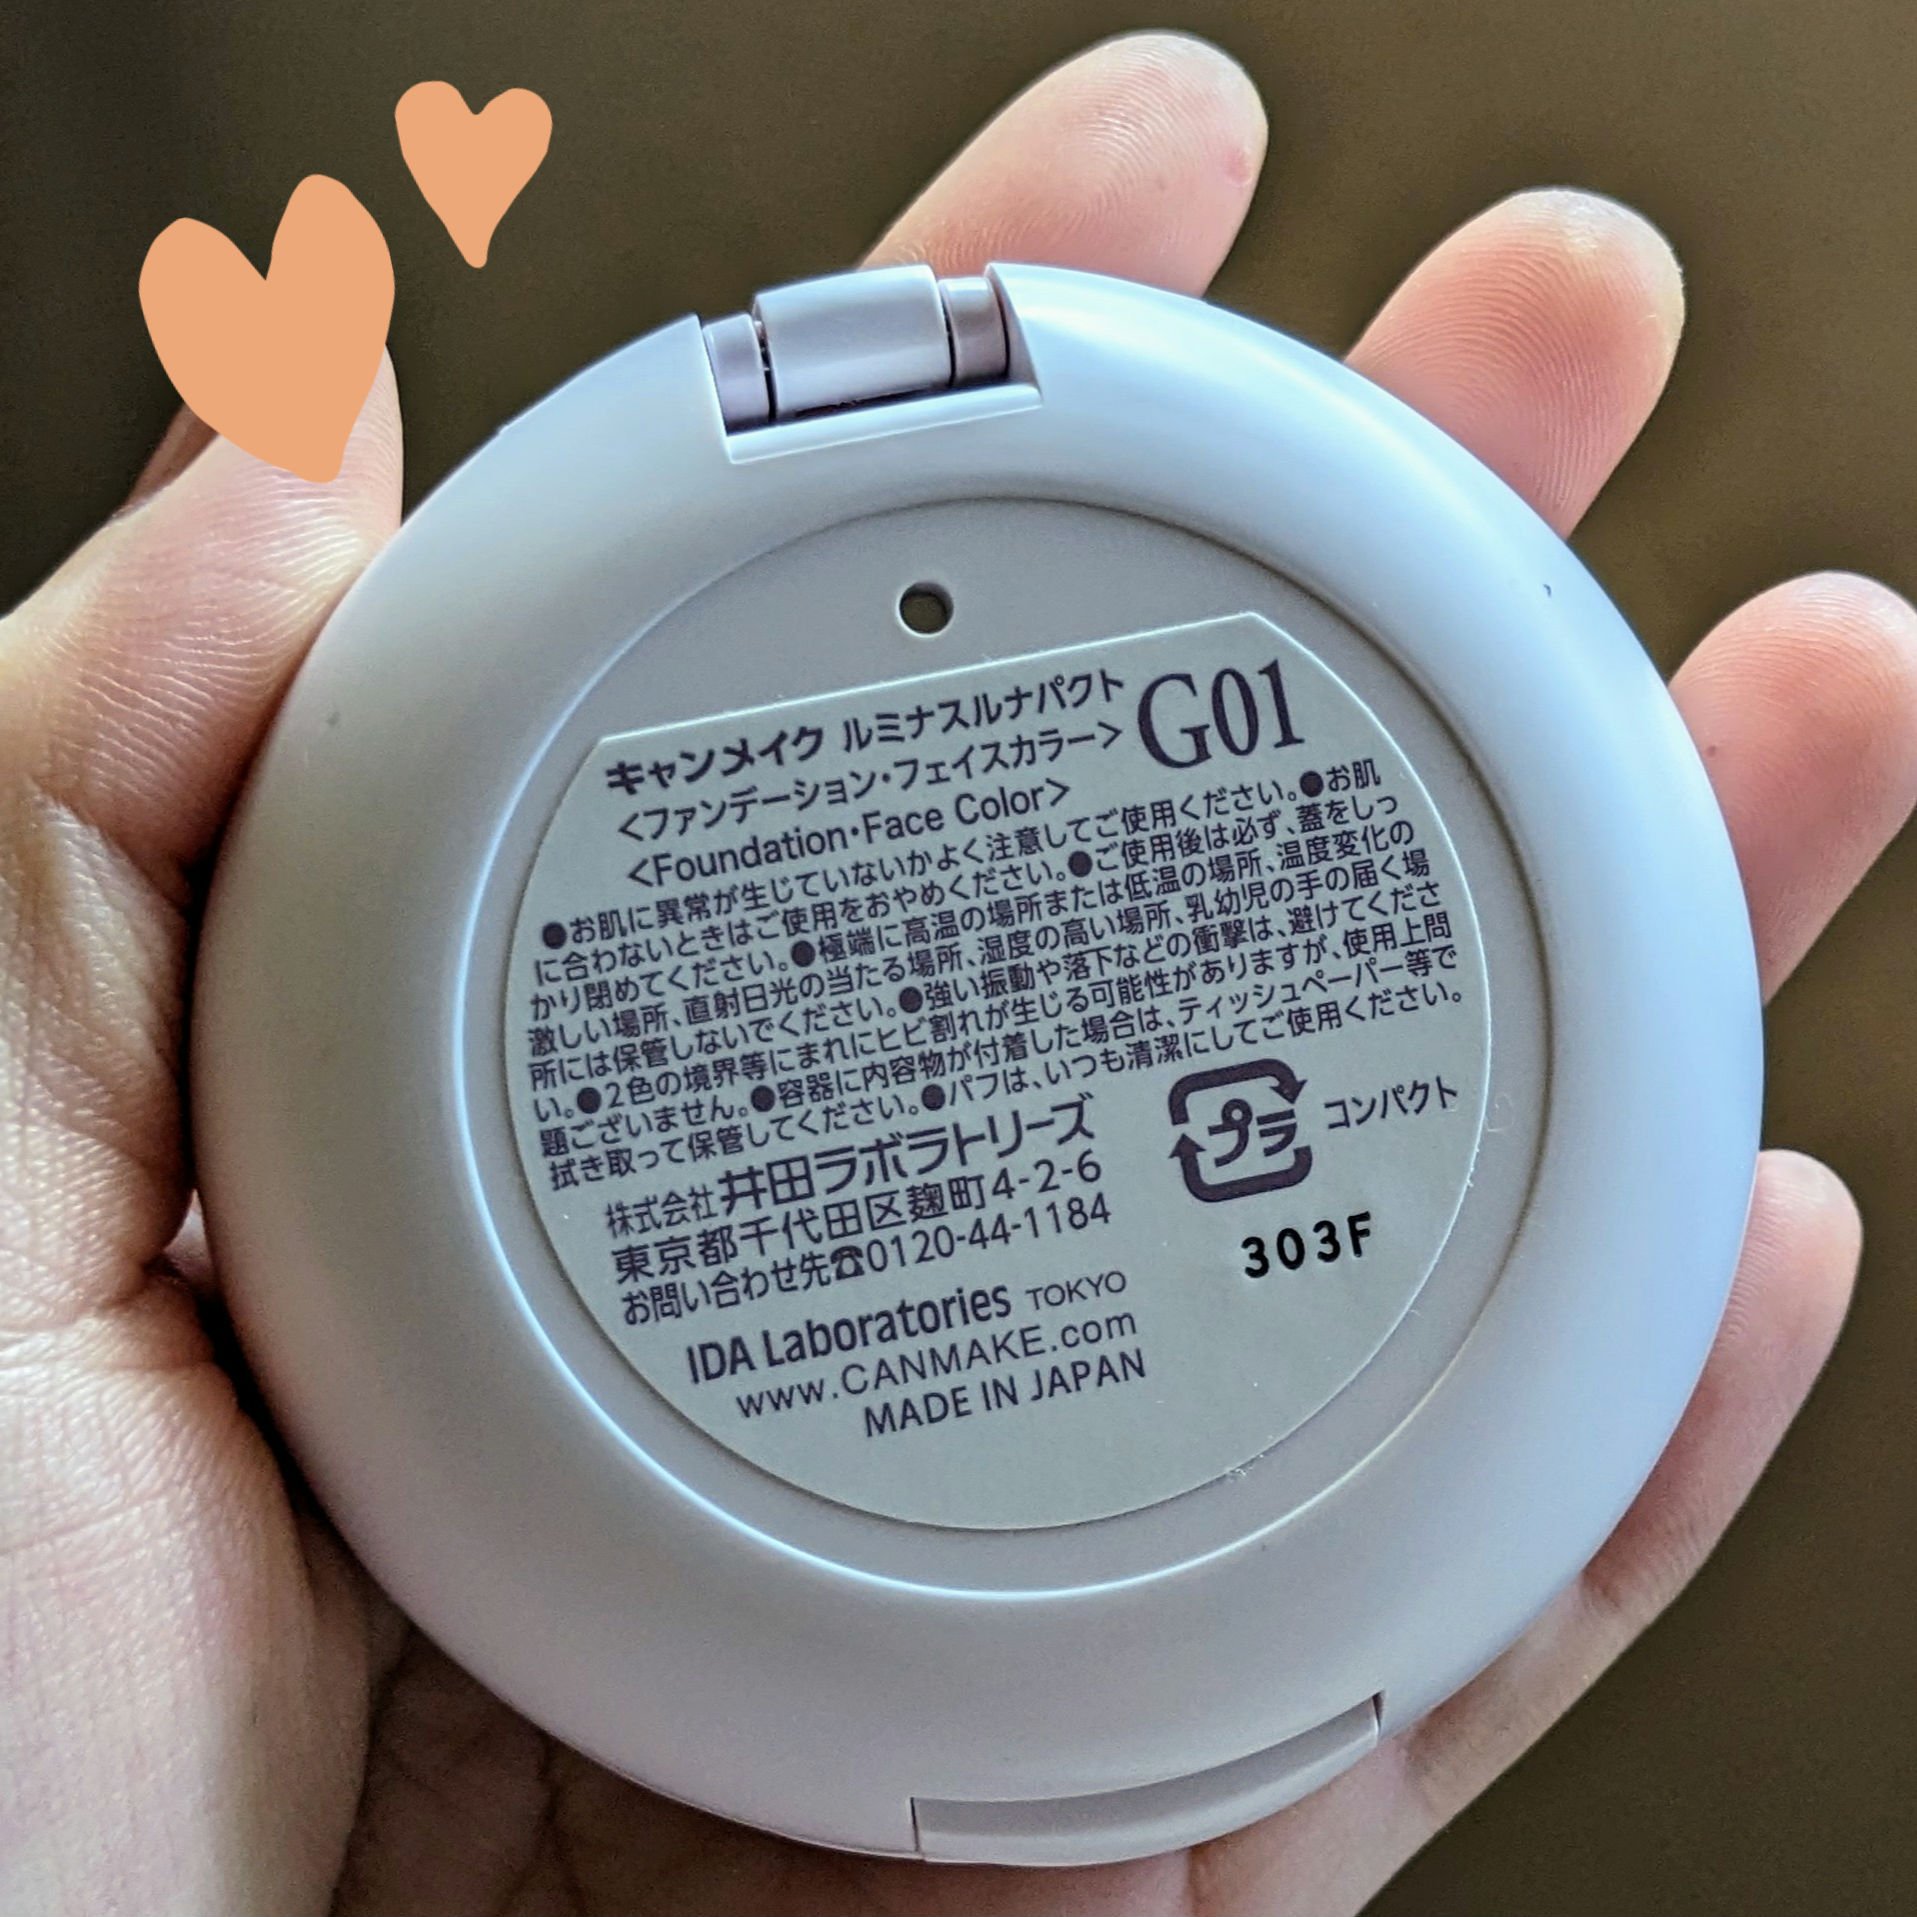 キャンメイク ルミナスルナパクト G01
<ファンデーション・フェイスカラー>
<Foundation・Face Color>
●お肌に異常が生じていないかよく注意してご使用ください。●お肌
に合わないときはご使用をおやめください。●ご使用後は必ず、蓋をしっ
かり閉めてください。●極端に高温の場所または低温の場所、温度変化の
激しい場所、直射日光の当たる場所、湿度の高い場所、乳幼児の手の届く場
所には保管しないでください。●強い振動や落下などの衝撃は、避けてくださ
い。●2色の境界等にまれにヒビ割れが生じる可能性がありますが、使用上問
題ございません。●容器に内容物が付着した場合は、ティッシュペーパー等で
拭き取って保管してください。●パフは、いつも清潔にしてご使用ください。
株式会社 井田ラボラトリーズ
東京都千代田区麹町4-2-6
お問い合わせ先☎0120-44-1184
プラ コンパクト
303F
IDA Laboratories TOKYO
www.CANMAKE.com
MADE IN JAPAN